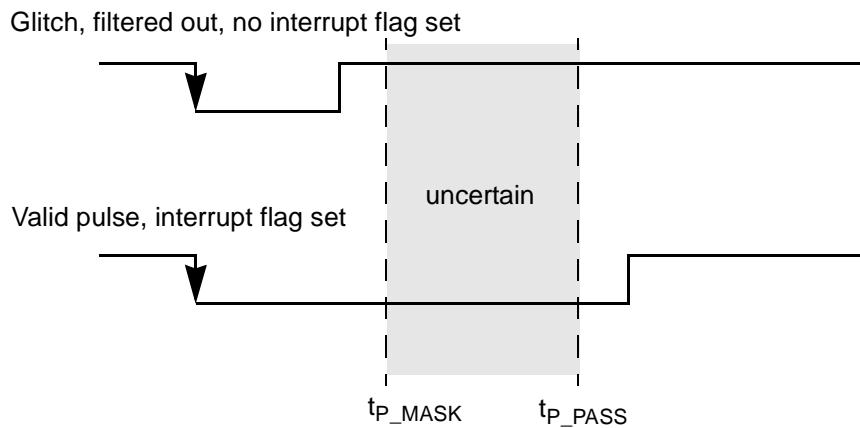 Glitch, filtered out, no interrupt flag set
uncertain
Valid pulse, interrupt flag set
tP_MASK
tP_PASS